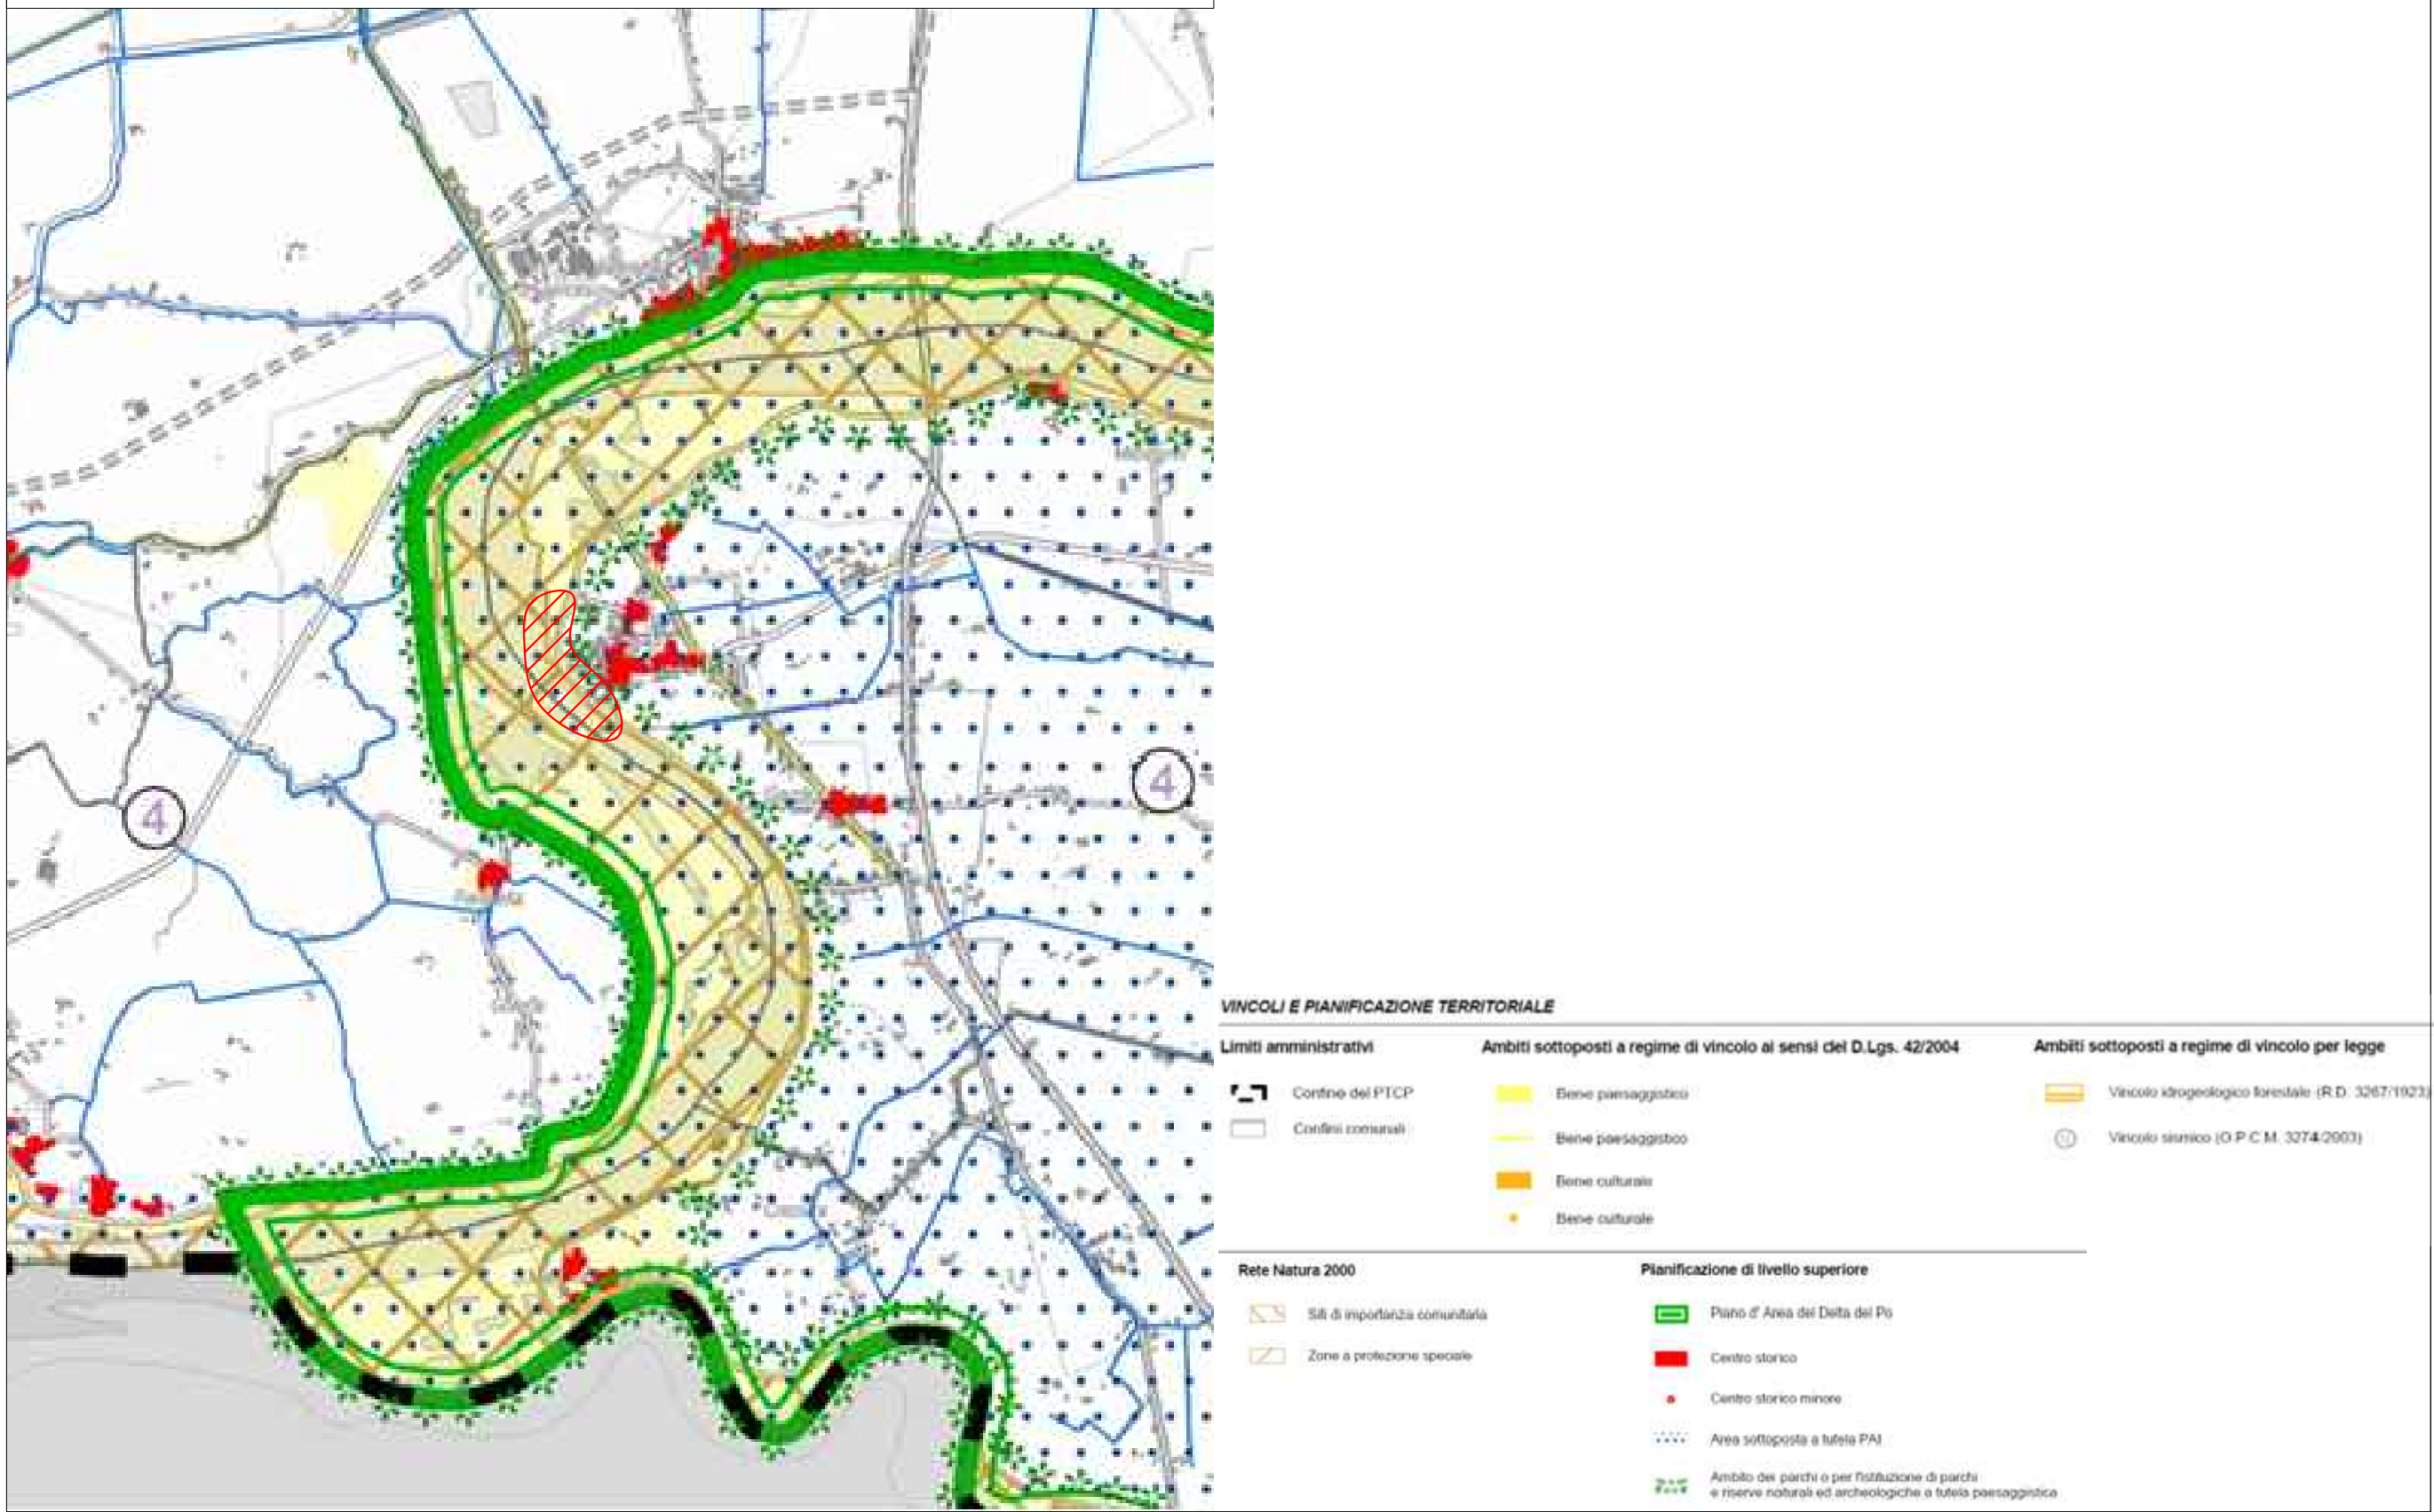 4
4
VINCOLI E PIANIFICAZIONE TERRITORIALE
Limiti amministrativi
Confine del PTCP
Confini comunali
Ambiti sottoposti a regime di vincolo ai sensi del D.Lgs. 42/2004
Bene paesaggistico
Bene paesaggistico
Bene culturale
Bene culturale
Ambiti sottoposti a regime di vincolo per legge
Vincolo idrogeologico forestale (R.D. 3267/1923)
Vincolo sismico (O.P.C.M. 3274/2003)
Rete Natura 2000
Siti di importanza comunitaria
Zone a protezione speciale
Pianificazione di livello superiore
Piano d' Area del Delta del Po
Centro storico
Centro storico minore
Area sottoposta a tutela PAI
Ambito dei parchi o per l'istituzione di parchi
e riserve naturali ed archeologiche a tutela paesaggistica